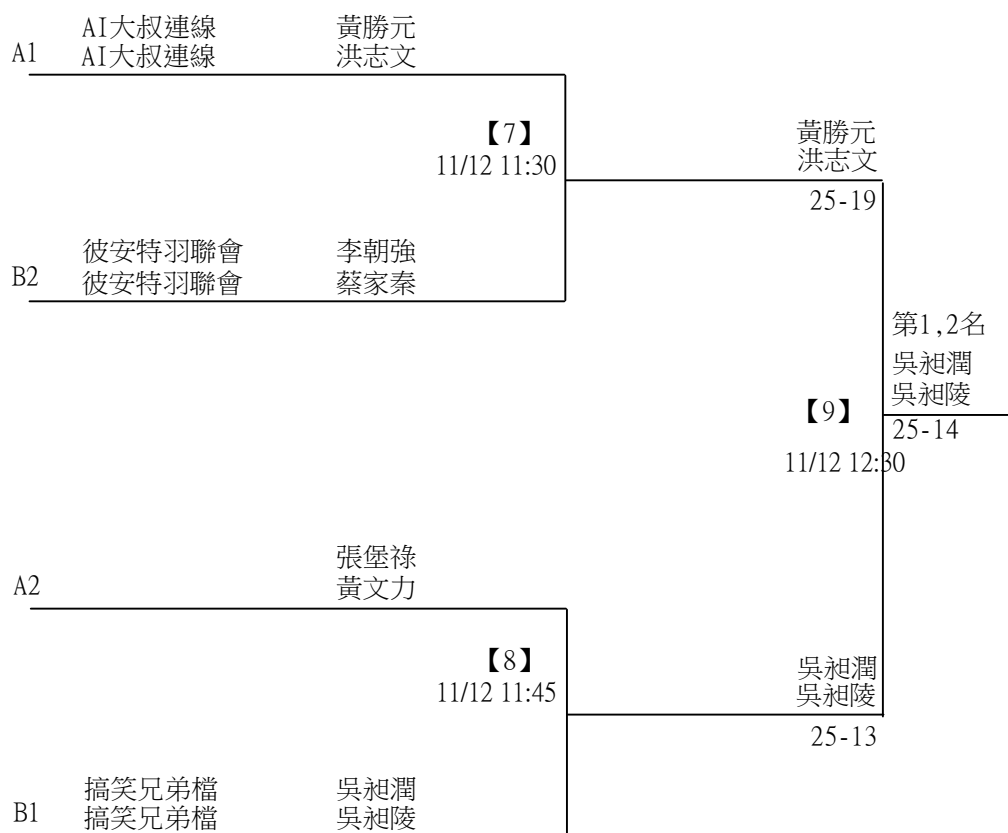 AI大叔連線 黃勝元
A1 AI大叔連線 洪志文
【7】
11/12 11:30
黃勝元
洪志文
25-19
彼安特羽聯會 李朝強
B2 彼安特羽聯會 蔡家秦
第1,2名
吳昶潤
吳昶陵
【9】
25-14
11/12 12:30
張堡祿
A2 黃文力
【8】
11/12 11:45
吳昶潤
吳昶陵
25-13
搞笑兄弟檔 吳昶潤
B1 搞笑兄弟檔 吳昶陵